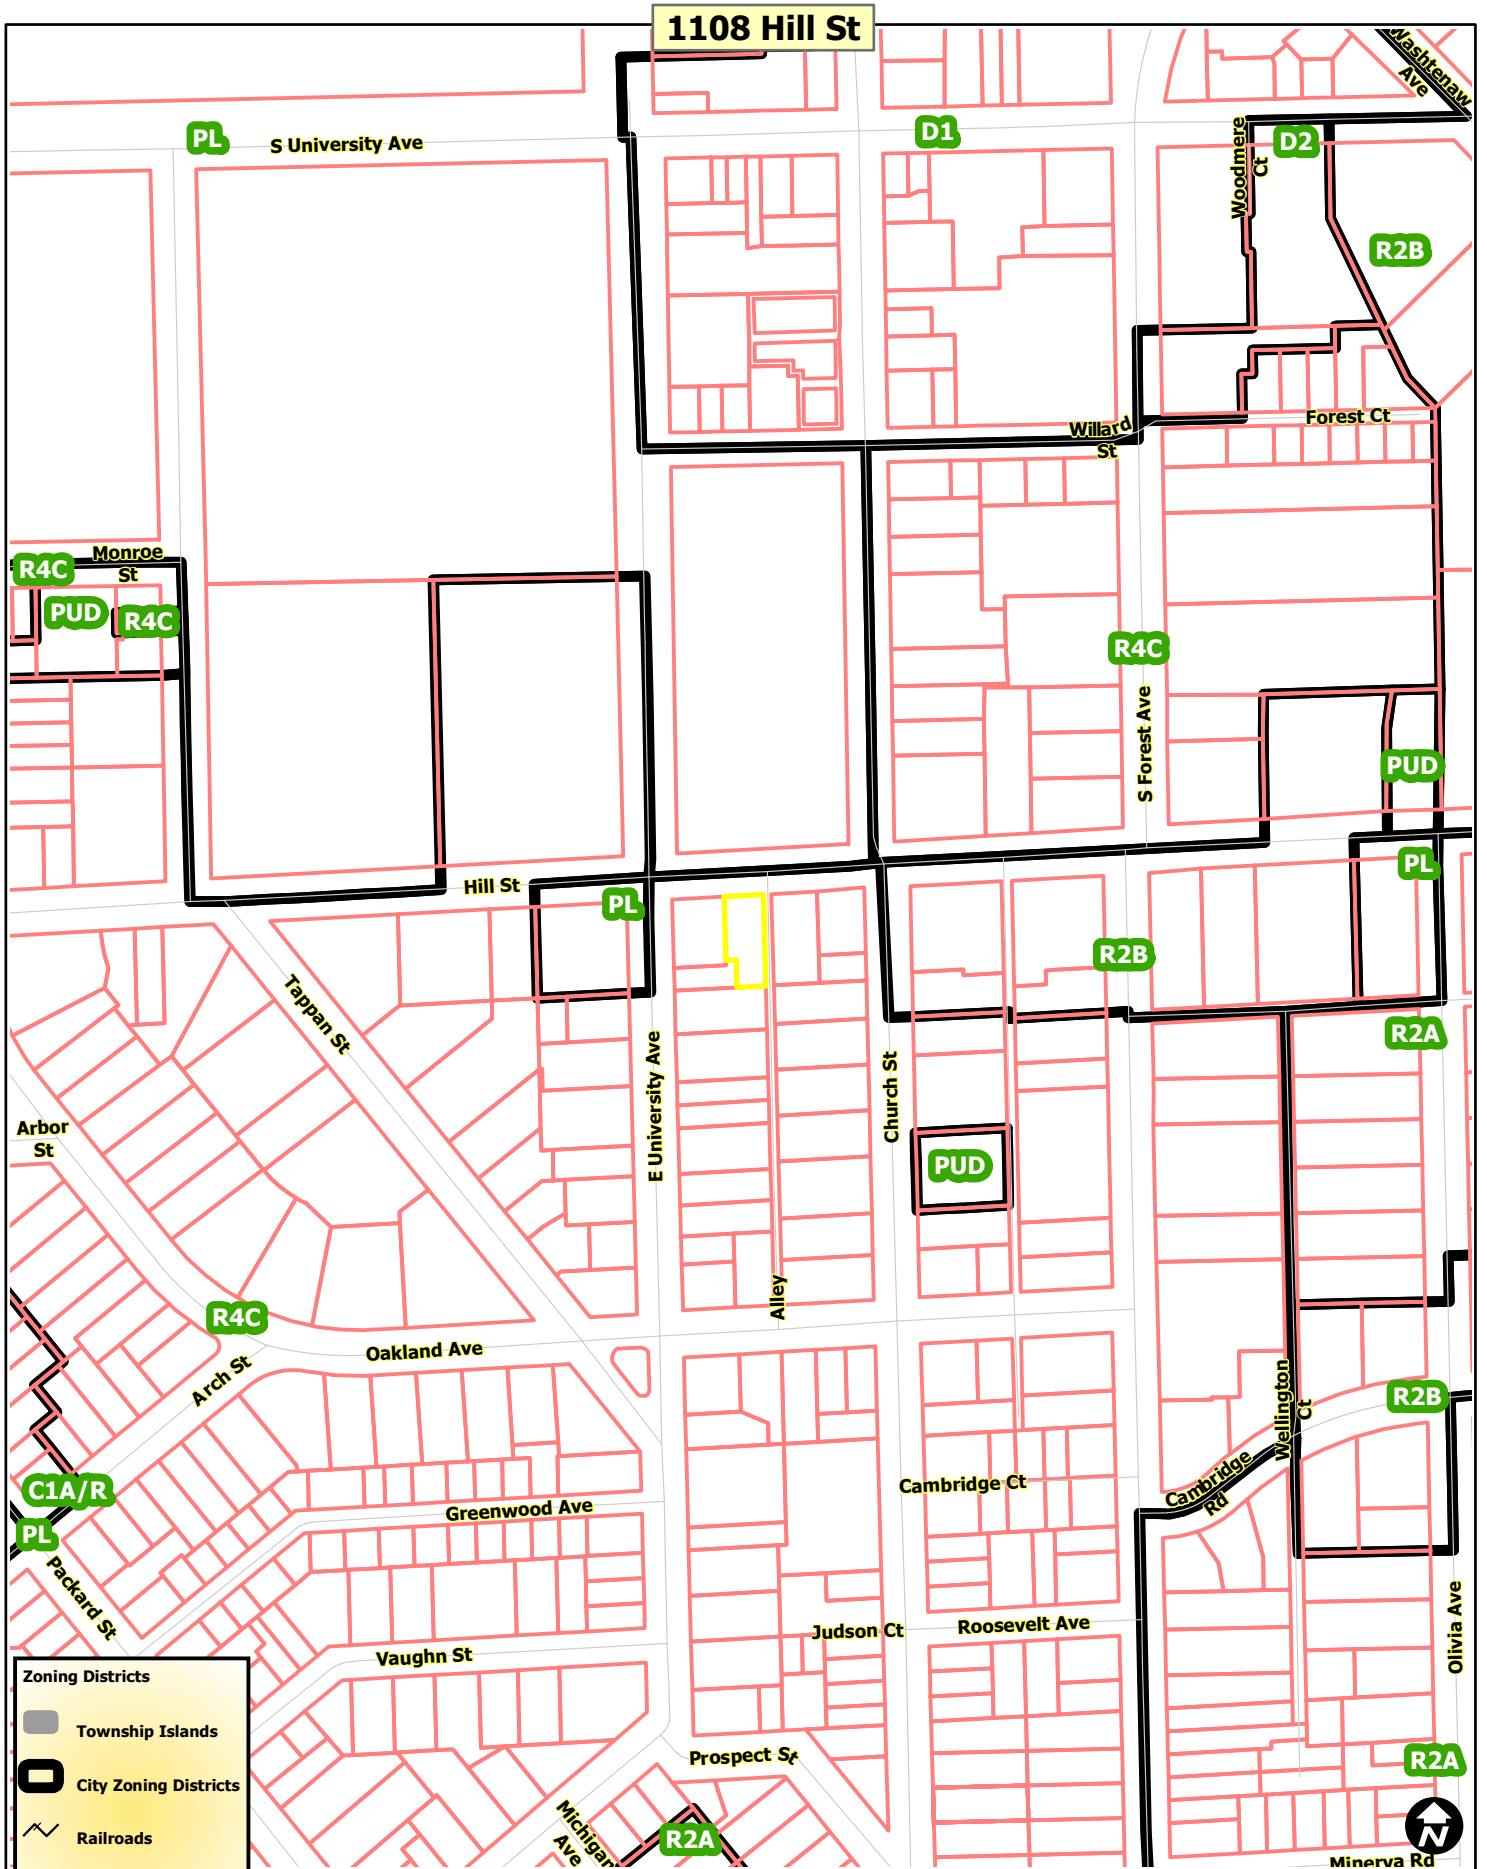 1108 Hill St
Washtenaw
Ave
PL
S University Ave
D1
Woodmere
Ct
D2
R2B
Willard
St
Forest Ct
Monroe
St
R4C
PUD
R4C
R4C
S Forest Ave
PUD
Hill St
PL
PL
R2B
Tappan St
R2A
E University Ave
Church St
Arbor
St
PUD
Alley
R4C
Oakland Ave
Arch St
Wellington
Ct
R2B
C1A/R
Cambridge Ct
Cambridge
Rd
Greenwood Ave
PL
Packard St
Judson Ct
Roosevelt Ave
Olivia Ave
Vaughn St
Zoning Districts
Township Islands
City Zoning Districts
Railroads
Prospect St
R2A
Michigan
Ave
R2A
N
Minerva Rd